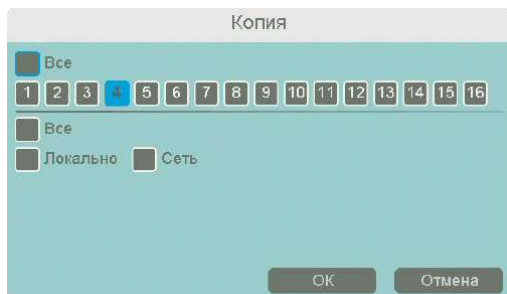 Копия
Все
1 2 3 4 5 6 7 8 9 10 11 12 13 14 15 16
Все
Локально Сеть
ОК Отмена